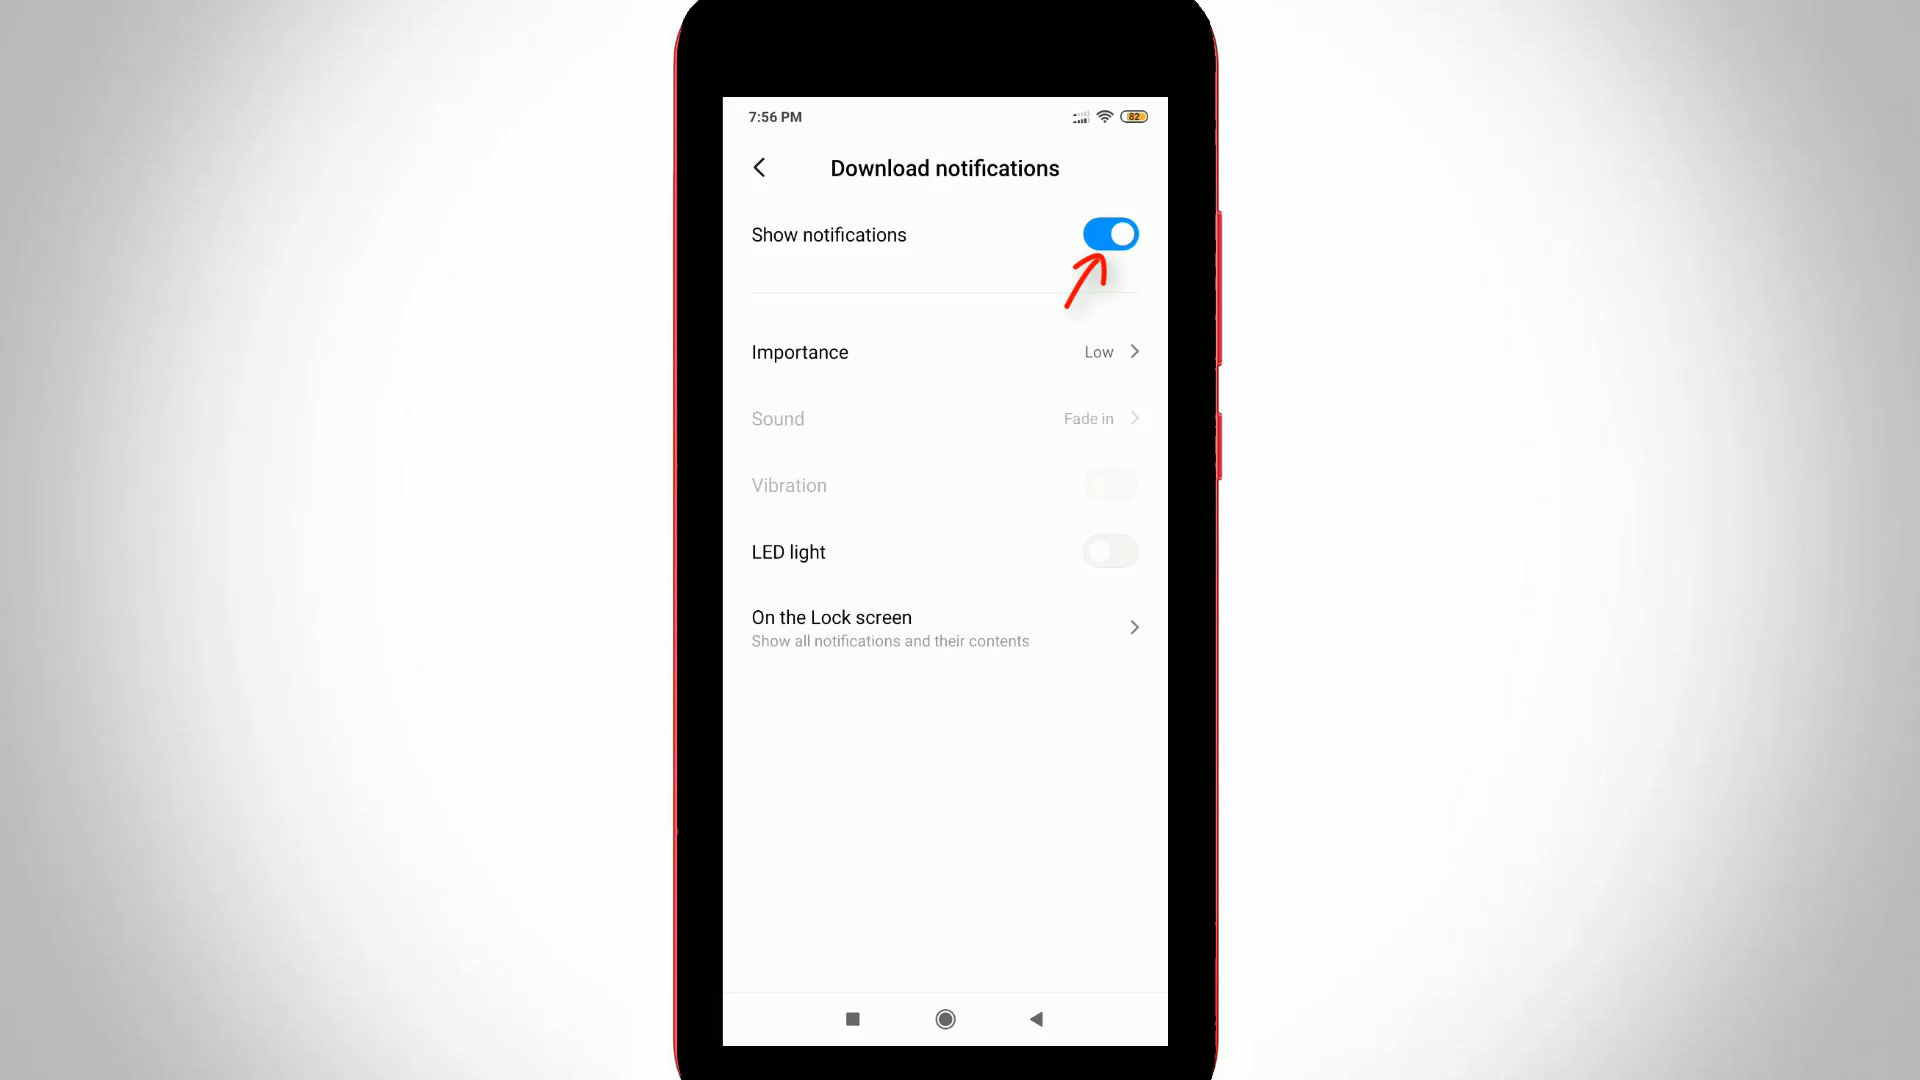 7:56 PM
82
Download notifications
Show notifications
Importance
Low
Sound
Fade in
Vibration
LED light
On the Lock screen
Show all notifications and their contents